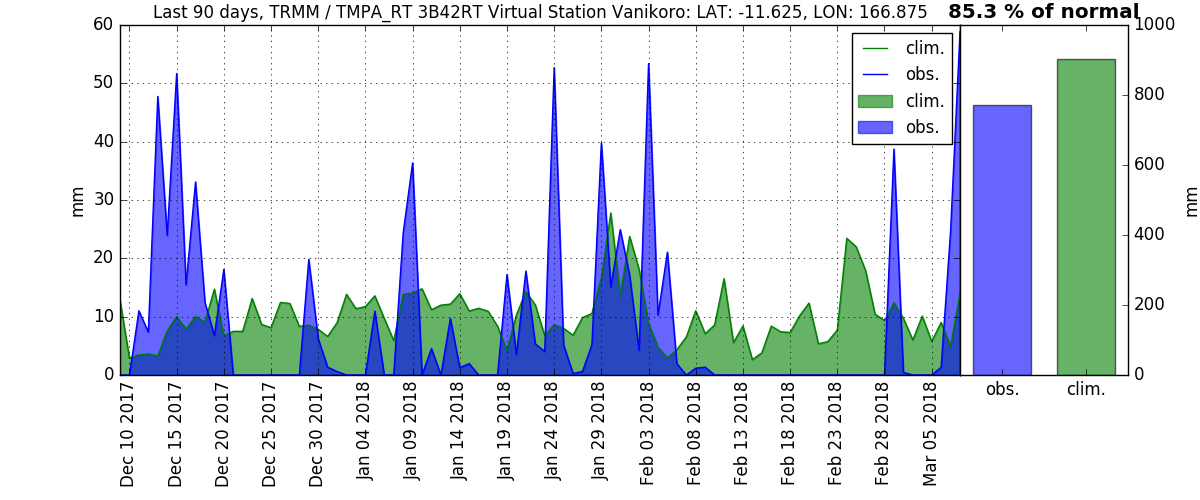 Last 90 days, TRMM / TMPA_RT 3B42RT Virtual Station Vanikoro: LAT: -11.625, LON: 166.875
85.3 % of normal
60
50
40
30
20
10
0
mm
clim.
obs.
clim.
obs.
1000
800
600
400
200
0
mm
obs.
clim.
Dec 10 2017
Dec 15 2017
Dec 20 2017
Dec 25 2017
Dec 30 2017
Jan 04 2018
Jan 09 2018
Jan 14 2018
Jan 19 2018
Jan 24 2018
Jan 29 2018
Feb 03 2018
Feb 08 2018
Feb 13 2018
Feb 18 2018
Feb 23 2018
Feb 28 2018
Mar 05 2018